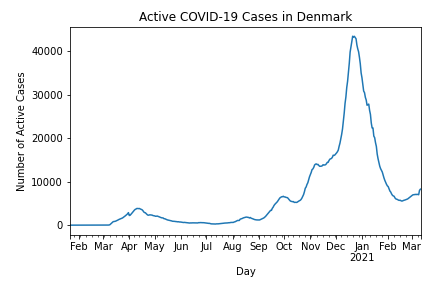 Active COVID-19 Cases in Denmark
Number of Active Cases
40000
30000
20000
10000
0
Feb Mar Apr May Jun Jul Aug Sep Oct Nov Dec Jan Feb Mar
2021
Day